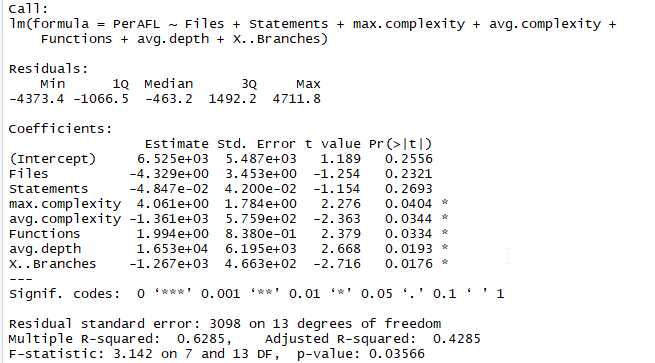 Call:
lm(formula = PerAFL ~ Files + Statements + max.complexity + avg.complexity +
    Functions + avg.depth + X..Branches)

Residuals:
    Min      1Q  Median      3Q     Max
-4373.4 -1066.5  -463.2  1492.2  4711.8

Coefficients:
                 Estimate Std. Error t value Pr(>|t|)
(Intercept)     6.525e+03  5.487e+03   1.189   0.2556
Files          -4.329e+00  3.453e+00  -1.254   0.2321
Statements     -4.847e-02  4.200e-02  -1.154   0.2693
max.complexity  4.061e+00  1.784e+00   2.276   0.0404 *
avg.complexity -1.361e+03  5.759e+02  -2.363   0.0344 *
Functions       1.994e+00  8.380e-01   2.379   0.0334 *
avg.depth       1.653e+04  6.195e+03   2.668   0.0193 *
X..Branches    -1.267e+03  4.663e+02  -2.716   0.0176 *
---
Signif. codes:  0 ‘***’ 0.001 ‘**’ 0.01 ‘*’ 0.05 ‘.’ 0.1 ‘ ’ 1

Residual standard error: 3098 on 13 degrees of freedom
Multiple R-squared:  0.6285,    Adjusted R-squared:  0.4285
F-statistic: 3.142 on 7 and 13 DF,  p-value: 0.03566